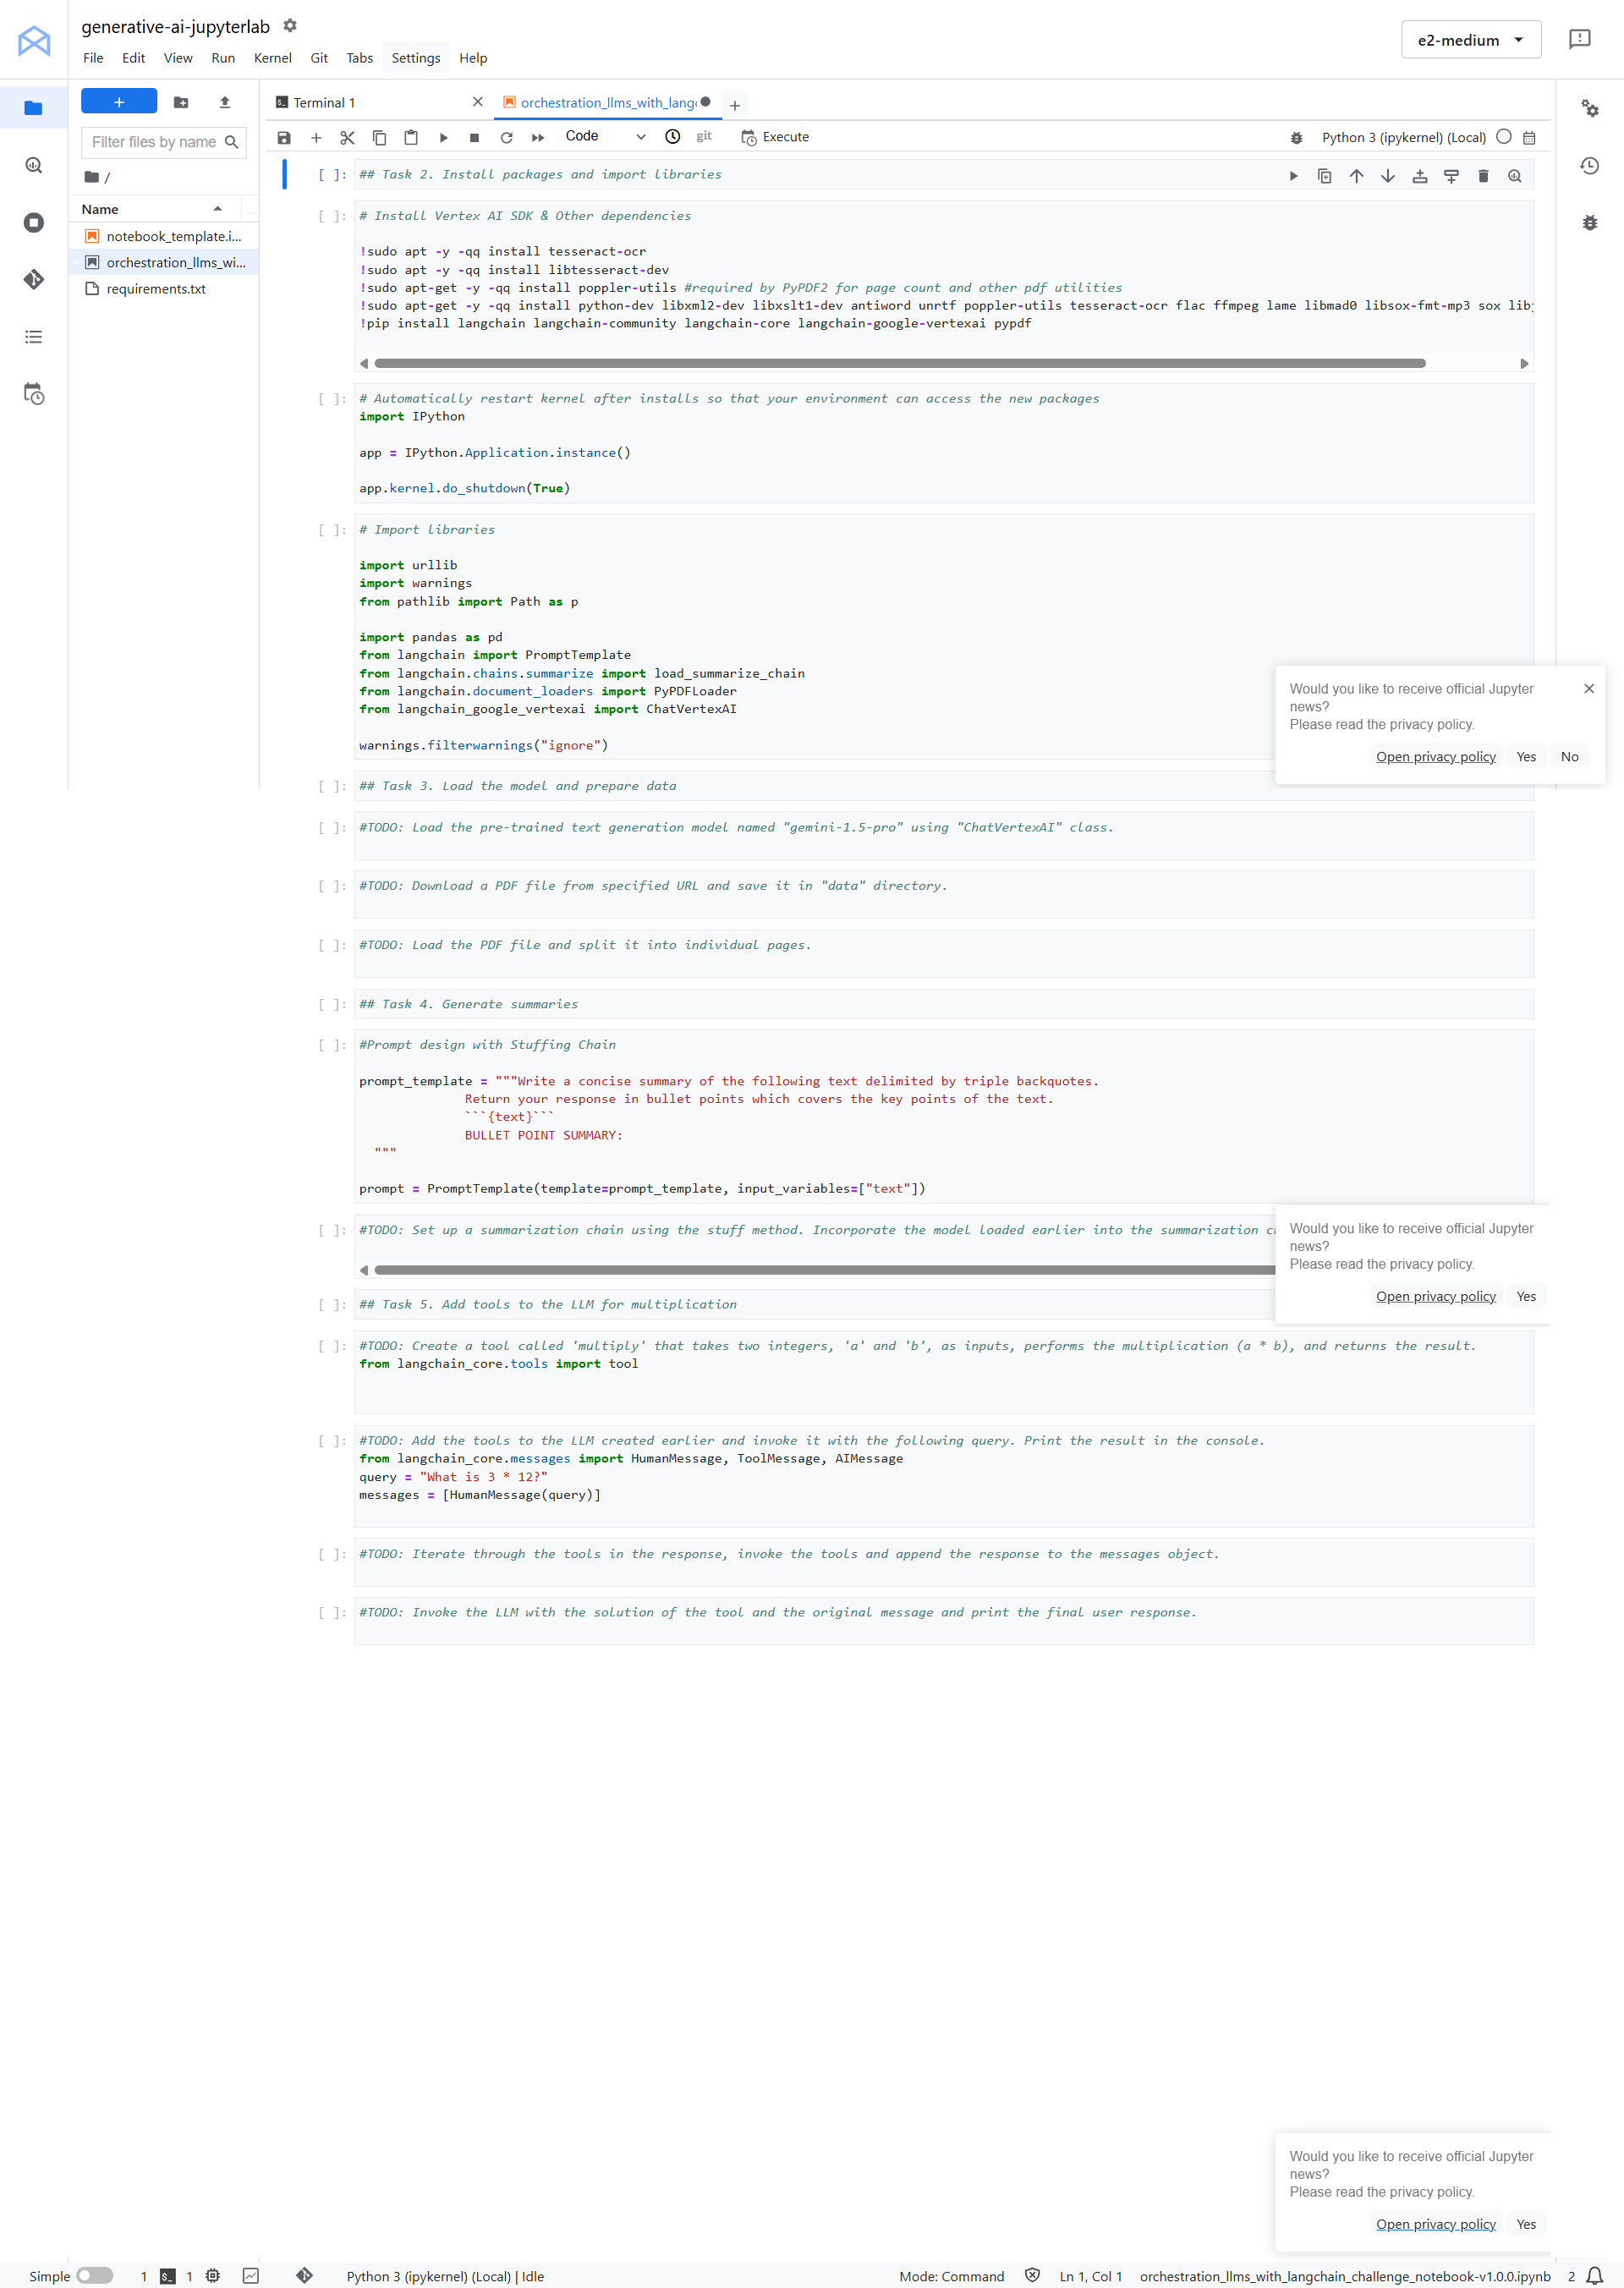 generative-ai-jupyterlab
File Edit View Run Kernel Git Tabs Settings Help
e2-medium
Filter files by name
/
Name
notebook_template.i...
orchestration_llms_wi...
requirements.txt
Terminal 1
orchestration_llms_with_lang
Code
git
Execute
Python 3 (ipykernel) (Local)
[ ]: ## Task 2. Install packages and import libraries
[ ]: # Install Vertex AI SDK & Other dependencies
!sudo apt -y -qq install tesseract-ocr
!sudo apt -y -qq install libtesseract-dev
!sudo apt-get -y -qq install poppler-utils #required by PyPDF2 for page count and other pdf utilities
!sudo apt-get -y -qq install python-dev libxml2-dev libxslt1-dev antiword unrtf poppler-utils tesseract-ocr flac ffmpeg lame libmad0 libsox-fmt-mp3 sox lib
!pip install langchain langchain-community langchain-core langchain-google-vertexai pypdf
[ ]: # Automatically restart kernel after installs so that your environment can access the new packages
import IPython
app = IPython.Application.instance()
app.kernel.do_shutdown(True)
[ ]: # Import libraries
import urllib
import warnings
from pathlib import Path as p
import pandas as pd
from langchain import PromptTemplate
from langchain.chains.summarize import load_summarize_chain
from langchain.document_loaders import PyPDFLoader
from langchain_google_vertexai import ChatVertexAI
warnings.filterwarnings("ignore")
Would you like to receive official Jupyter
news?
Please read the privacy policy.
Open privacy policy Yes No
[ ]: ## Task 3. Load the model and prepare data
[ ]: #TODO: Load the pre-trained text generation model named "gemini-1.5-pro" using "ChatVertexAI" class.
[ ]: #TODO: Download a PDF file from specified URL and save it in "data" directory.
[ ]: #TODO: Load the PDF file and split it into individual pages.
[ ]: ## Task 4. Generate summaries
[ ]: #Prompt design with Stuffing Chain
prompt_template = """Write a concise summary of the following text delimited by triple backquotes.
Return your response in bullet points which covers the key points of the text.
```{text}```
BULLET POINT SUMMARY:
"""
prompt = PromptTemplate(template=prompt_template, input_variables=["text"])
[ ]: #TODO: Set up a summarization chain using the stuff method. Incorporate the model loaded earlier into the summarization c
Would you like to receive official Jupyter
news?
Please read the privacy policy.
Open privacy policy Yes
[ ]: ## Task 5. Add tools to the LLM for multiplication
[ ]: #TODO: Create a tool called 'multiply' that takes two integers, 'a' and 'b', as inputs, performs the multiplication (a * b), and returns the result.
from langchain_core.tools import tool
[ ]: #TODO: Add the tools to the LLM created earlier and invoke it with the following query. Print the result in the console.
from langchain_core.messages import HumanMessage, ToolMessage, AIMessage
query = "What is 3 * 12?"
messages = [HumanMessage(query)]
[ ]: #TODO: Iterate through the tools in the response, invoke the tools and append the response to the messages object.
[ ]: #TODO: Invoke the LLM with the solution of the tool and the original message and print the final user response.
Would you like to receive official Jupyter
news?
Please read the privacy policy.
Open privacy policy Yes
Simple 1 $_ 1 Python 3 (ipykernel) (Local) | Idle Mode: Command Ln 1, Col 1 orchestration_llms_with_langchain_challenge_notebook-v1.0.0.ipynb 2